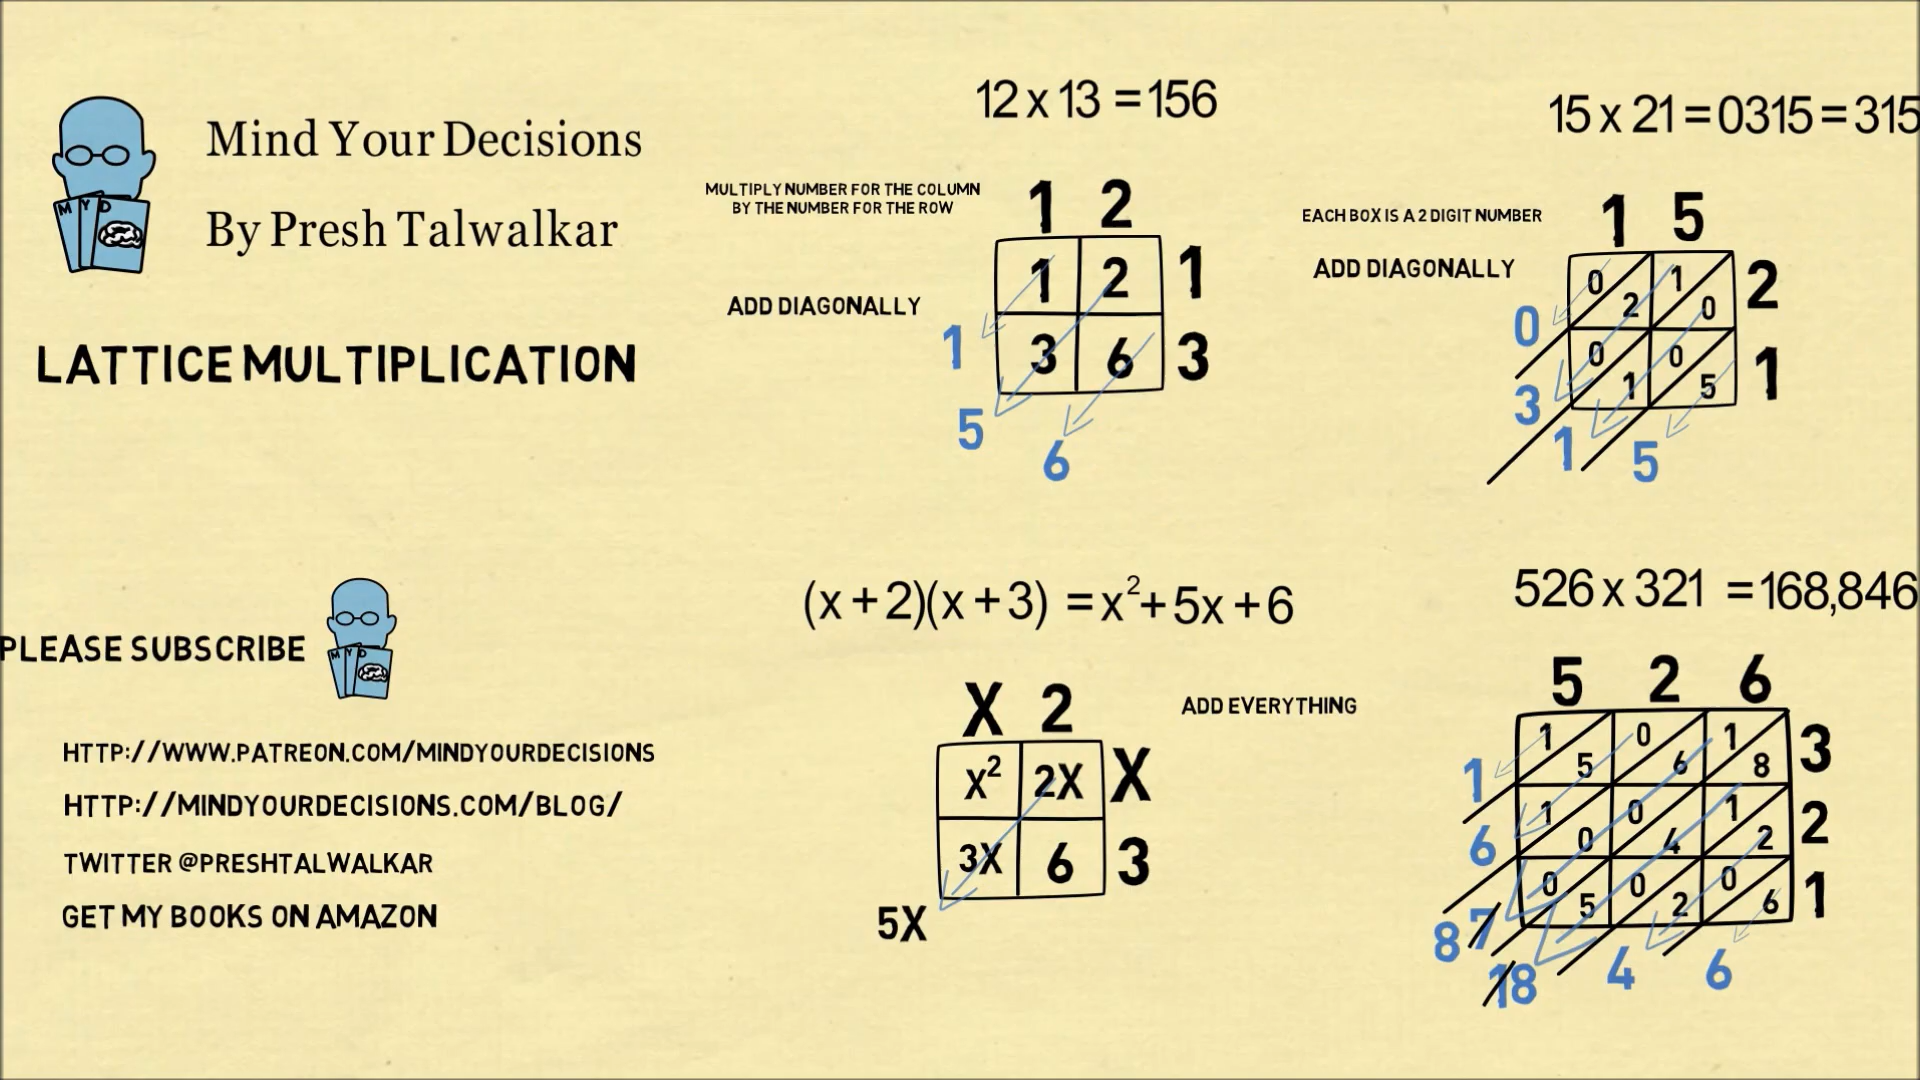 Mind Your Decisions
By Presh Talwalkar
M Y D
LATTICE MULTIPLICATION
12 x 13 = 156
MULTIPLY NUMBER FOR THE COLUMN
BY THE NUMBER FOR THE ROW
ADD DIAGONALLY
1 2
1 2 1
3 6 3
1
5
6
15 x 21 = 0315 = 315
EACH BOX IS A 2 DIGIT NUMBER
ADD DIAGONALLY
1 5
0 2 1 0 2
0 1 0 5 1
0
3
1
5
PLEASE SUBSCRIBE
M Y D
HTTP://WWW.PATREON.COM/MINDYOURDECISIONS
HTTP://MINDYOURDECISIONS.COM/BLOG/
TWITTER @PRESHTALWALKAR
GET MY BOOKS ON AMAZON
(x + 2)(x + 3) = x² + 5x + 6
ADD EVERYTHING
X 2
X² 2X X
3X 6 3
5X
526 x 321 = 168,846
5 2 6
1 5 0 6 1 8 3
1 0 0 4 1 2 2
0 5 0 2 0 6 1
1
6
8 7
18
4
6